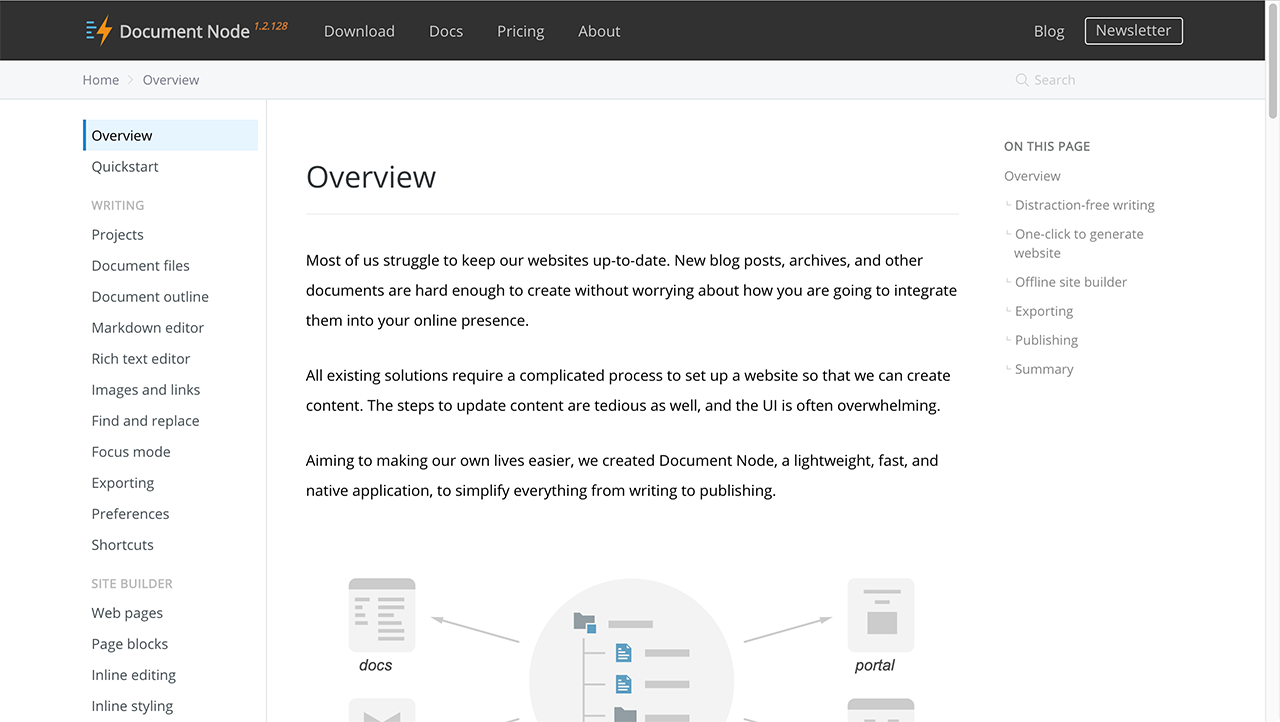 Document Node 1.2.128
Download
Docs
Pricing
About
Blog
Newsletter
Home
Overview
Search
Overview
Quickstart
WRITING
Projects
Document files
Document outline
Markdown editor
Rich text editor
Images and links
Find and replace
Focus mode
Exporting
Preferences
Shortcuts
SITE BUILDER
Web pages
Page blocks
Inline editing
Inline styling
Overview
Most of us struggle to keep our websites up-to-date. New blog posts, archives, and other
documents are hard enough to create without worrying about how you are going to integrate
them into your online presence.
All existing solutions require a complicated process to set up a website so that we can create
content. The steps to update content are tedious as well, and the UI is often overwhelming.
Aiming to making our own lives easier, we created Document Node, a lightweight, fast, and
native application, to simplify everything from writing to publishing.
docs
portal
ON THIS PAGE
Overview
Distraction-free writing
One-click to generate
website
Offline site builder
Exporting
Publishing
Summary